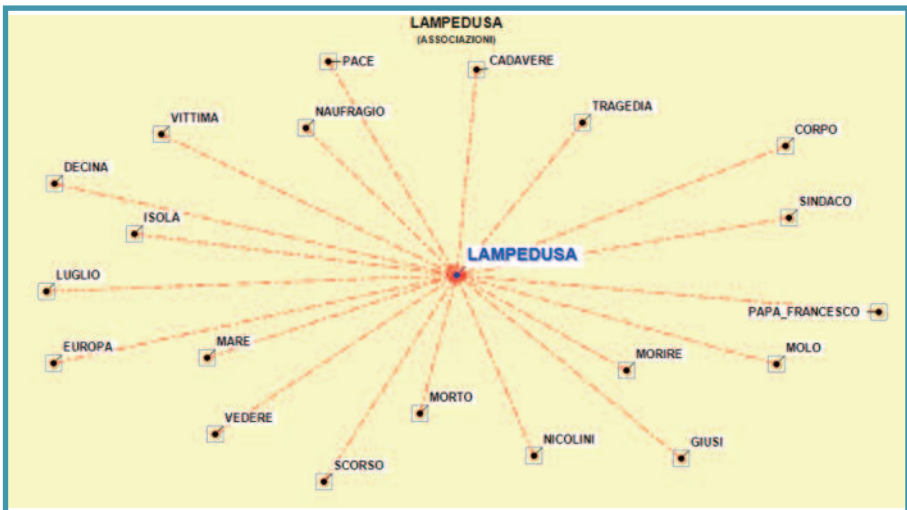 LAMPEDUSA
(ASSOCIAZIONI)
PACE
CADAVERE
NAUFRAGIO
TRAGEDIA
VITTIMA
CORPO
DECINA
SINDACO
ISOLA
LAMPEDUSA
LUGLIO
PAPA_FRANCESCO
EUROPA
MARE
MORIRE
MOLO
MORTO
VEDERE
NICOLINI
GIUSI
SCORSO